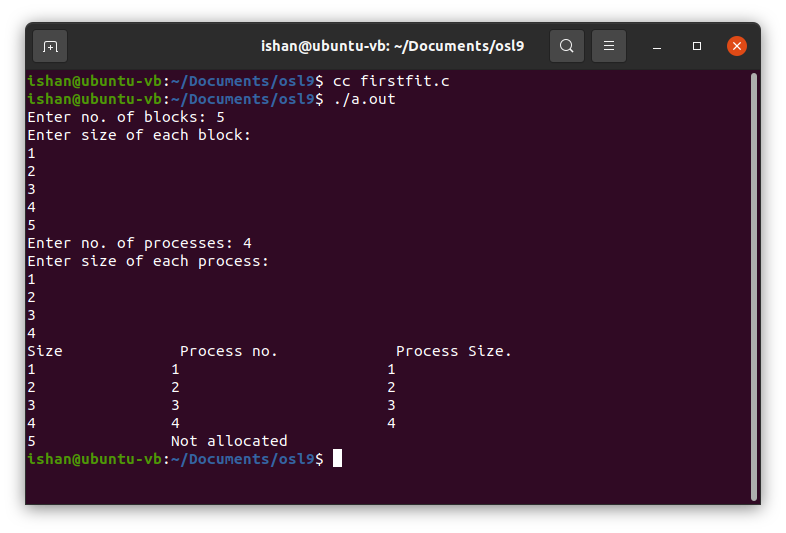 ishan@ubuntu-vb: ~/Documents/osl9
ishan@ubuntu-vb:~/Documents/osl9$ cc firstfit.c
ishan@ubuntu-vb:~/Documents/osl9$ ./a.out
Enter no. of blocks: 5
Enter size of each block:
1
2
3
4
5
Enter no. of processes: 4
Enter size of each process:
1
2
3
4
Size Process no. Process Size.
1 1 1
2 2 2
3 3 3
4 4 4
5 Not allocated
ishan@ubuntu-vb:~/Documents/osl9$